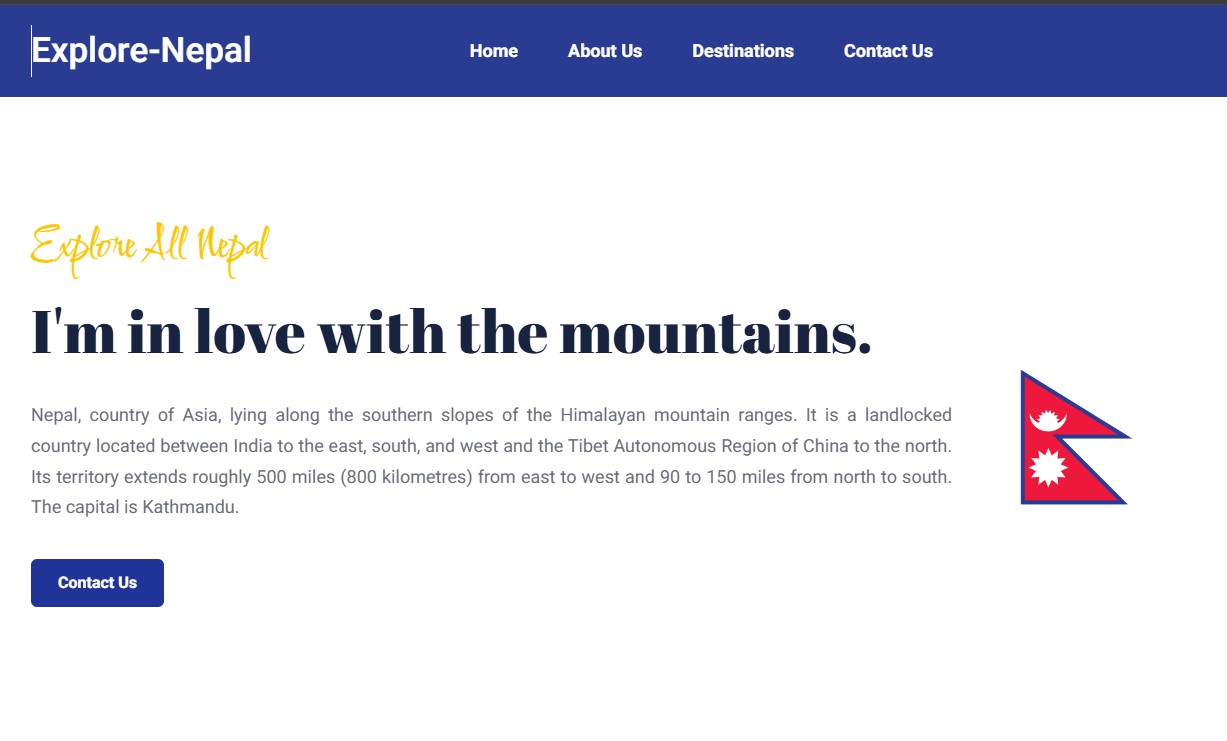 Explore-Nepal
Home About Us Destinations Contact Us
Explore All Nepal
I'm in love with the mountains.
Nepal, country of Asia, lying along the southern slopes of the Himalayan mountain ranges. It is a landlocked
country located between India to the east, south, and west and the Tibet Autonomous Region of China to the north.
Its territory extends roughly 500 miles (800 kilometres) from east to west and 90 to 150 miles from north to south.
The capital is Kathmandu.
Contact Us